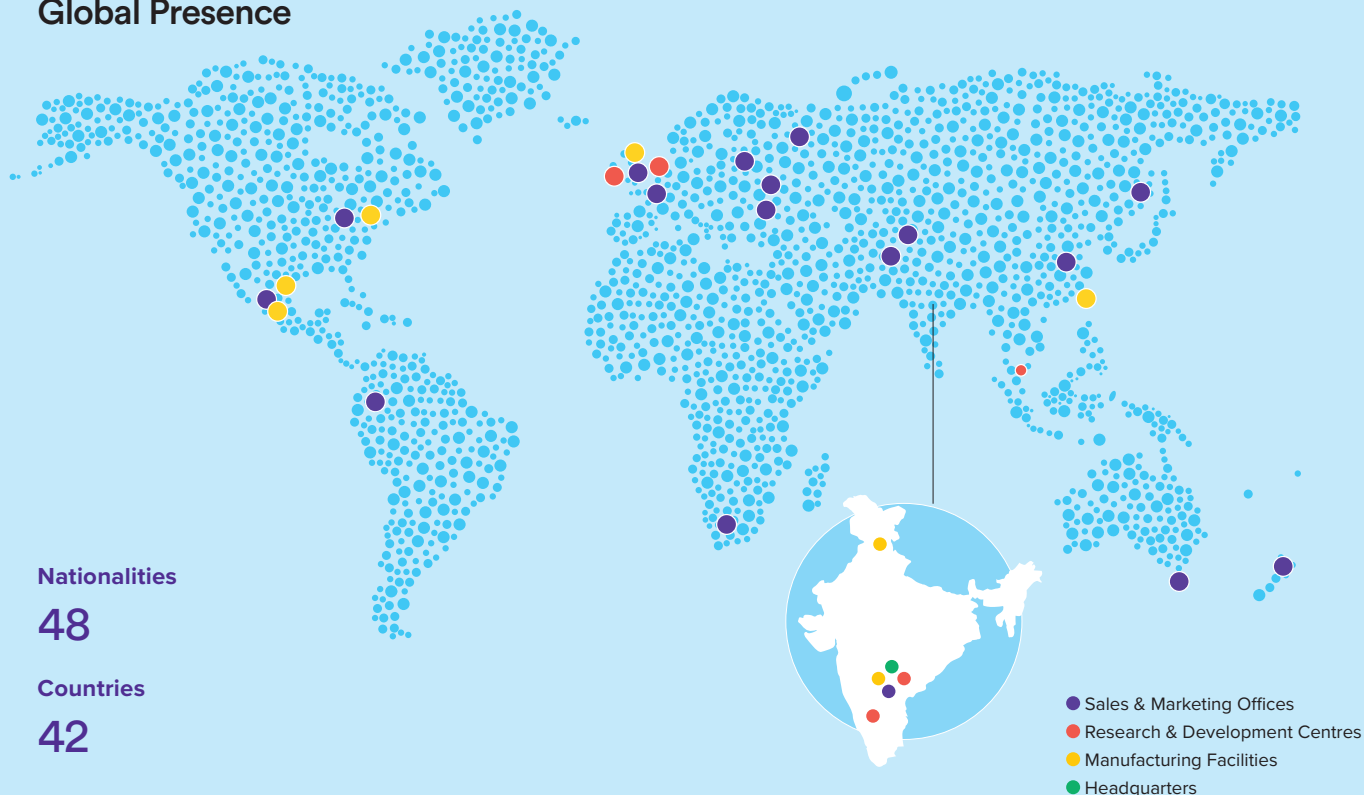 Global Presence
Nationalities
48
Countries
42
Sales & Marketing Offices
Research & Development Centres
Manufacturing Facilities
Headquarters